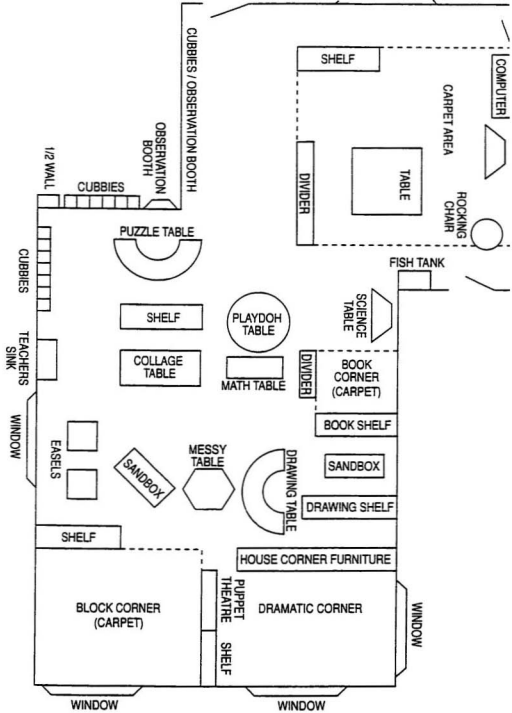 SHELF
COMPUTER
CUBBIES / OBSERVATION BOOTH
CARPET AREA
OBSERVATION
BOOTH
TABLE
DIVIDER
ROCKING
CHAIR
1/2 WALL
CUBBIES
PUZZLE TABLE
CUBBIES
FISH TANK
SCIENCE
TABLE
SHELF
PLAYDOH
TABLE
TEACHERS
SINK
COLLAGE
TABLE
MATH TABLE
DIVIDER
BOOK
CORNER
(CARPET)
BOOK SHELF
WINDOW
EASELS
SANDBOX
MESSY
TABLE
DRAWING TABLE
SANDBOX
DRAWING SHELF
SHELF
HOUSE CORNER FURNITURE
BLOCK CORNER
(CARPET)
PUPPET
THEATRE
SHELF
DRAMATIC CORNER
WINDOW
WINDOW
WINDOW